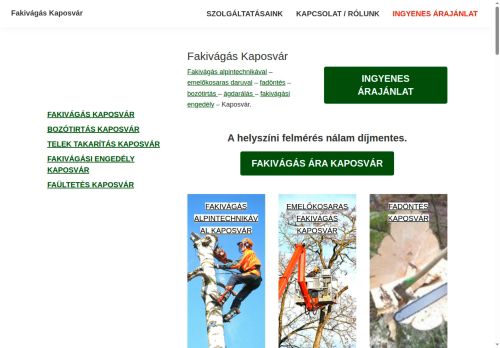 Fakivágás Kaposvár
SZOLGÁLTATÁSAINK
KAPCSOLAT / RÓLUNK
INGYENES ÁRAJÁNLAT
FAKIVÁGÁS KAPOSVÁR
BOZÓTIRTÁS KAPOSVÁR
TELEK TAKARÍTÁS KAPOSVÁR
FAKIVÁGÁSI ENGEDÉLY
KAPOSVÁR
FAÜLTETÉS KAPOSVÁR
Fakivágás Kaposvár
Fakivágás alpintechnikával –
emelőkosaras daruval – fadöntés –
bozótirtás – ágdarálás – fakivágási
engedély – Kaposvár.
INGYENES
ÁRAJÁNLAT
A helyszíni felmérés nálam díjmentes.
FAKIVÁGÁS ÁRA KAPOSVÁR
FAKIVÁGÁS
ALPINTECHNIKÁV
AL KAPOSVÁR
EMELŐKOSARAS
FAKIVÁGÁS
KAPOSVÁR
FADÖNTÉS
KAPOSVÁR